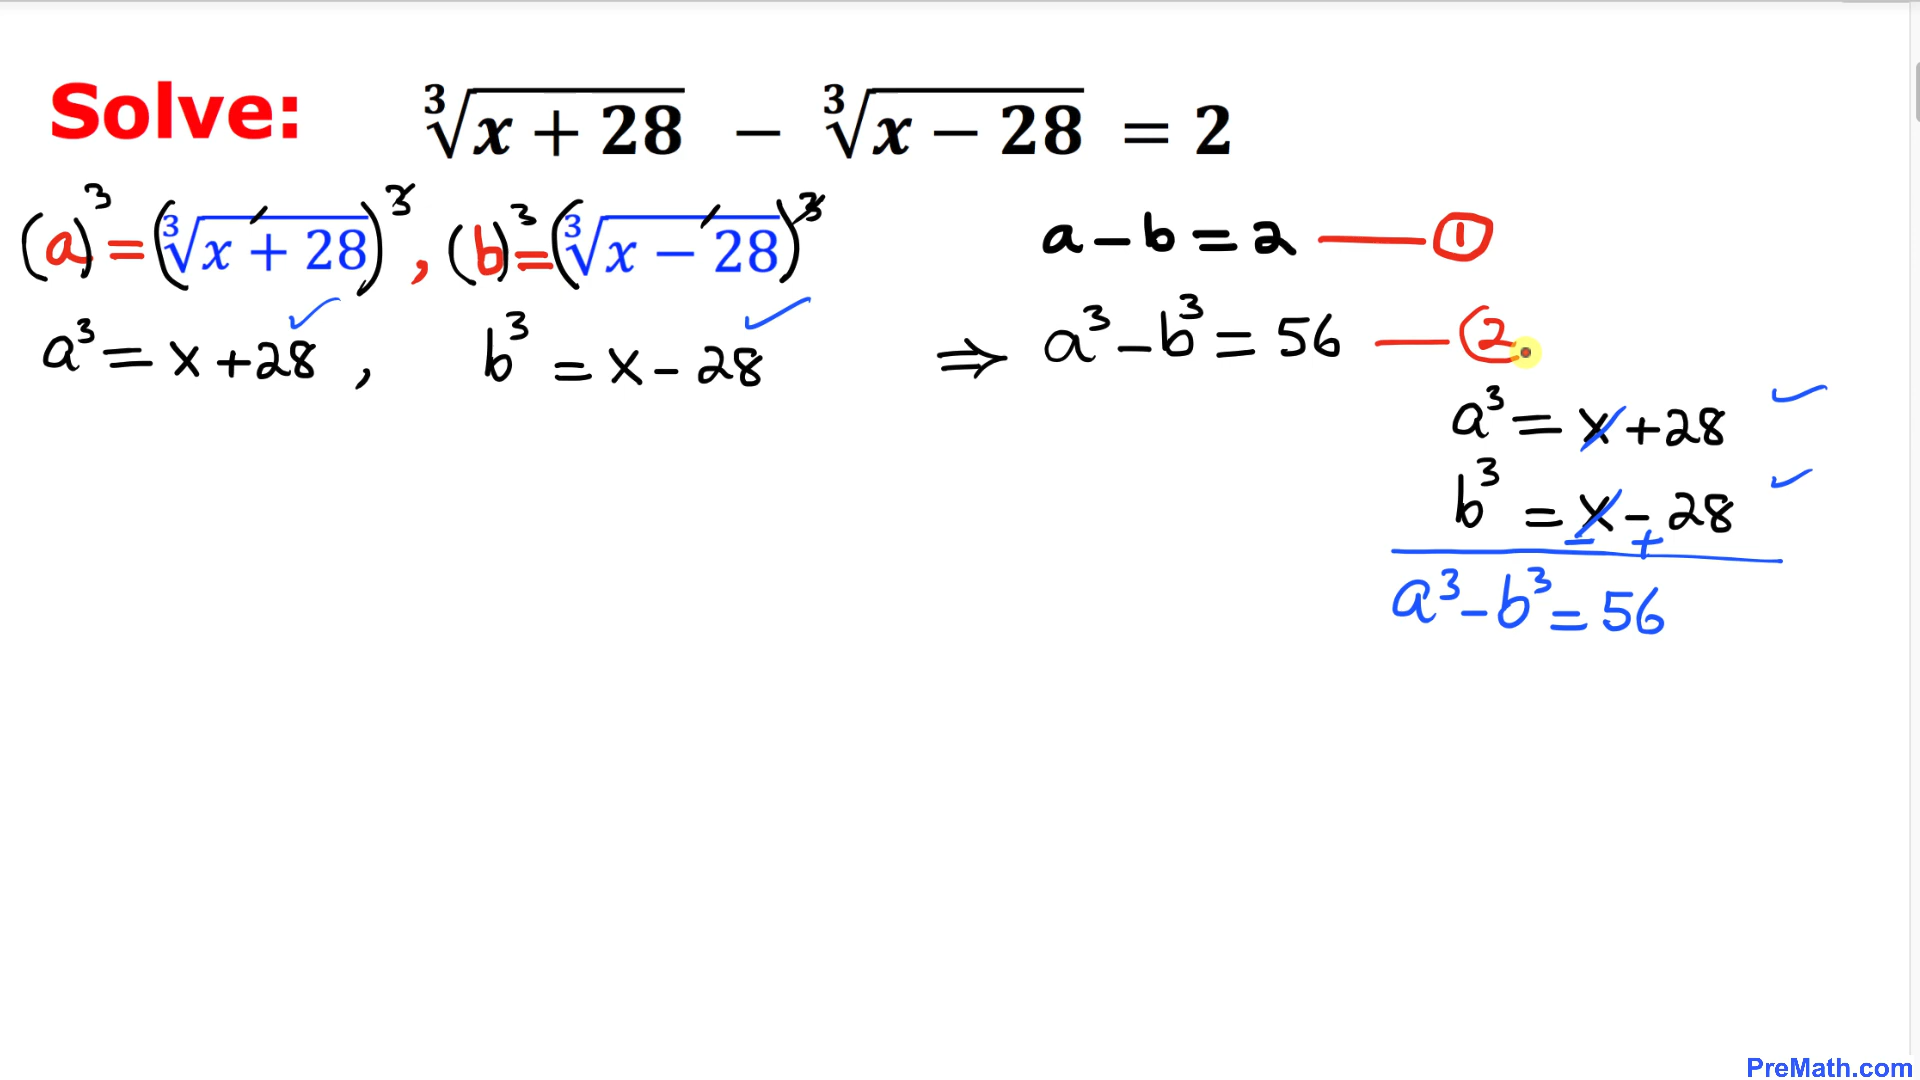 Solve: ∛(x + 28) − ∛(x − 28) = 2
(a)³ = (∛(x + 28))³ , (b)³ = (∛(x − 28))³
a − b = 2 — ①
a³ = x + 28 , b³ = x − 28
⇒ a³ − b³ = 56 — ②
a³ = x + 28
b³ = x − 28
− +
a³ − b³ = 56
PreMath.com